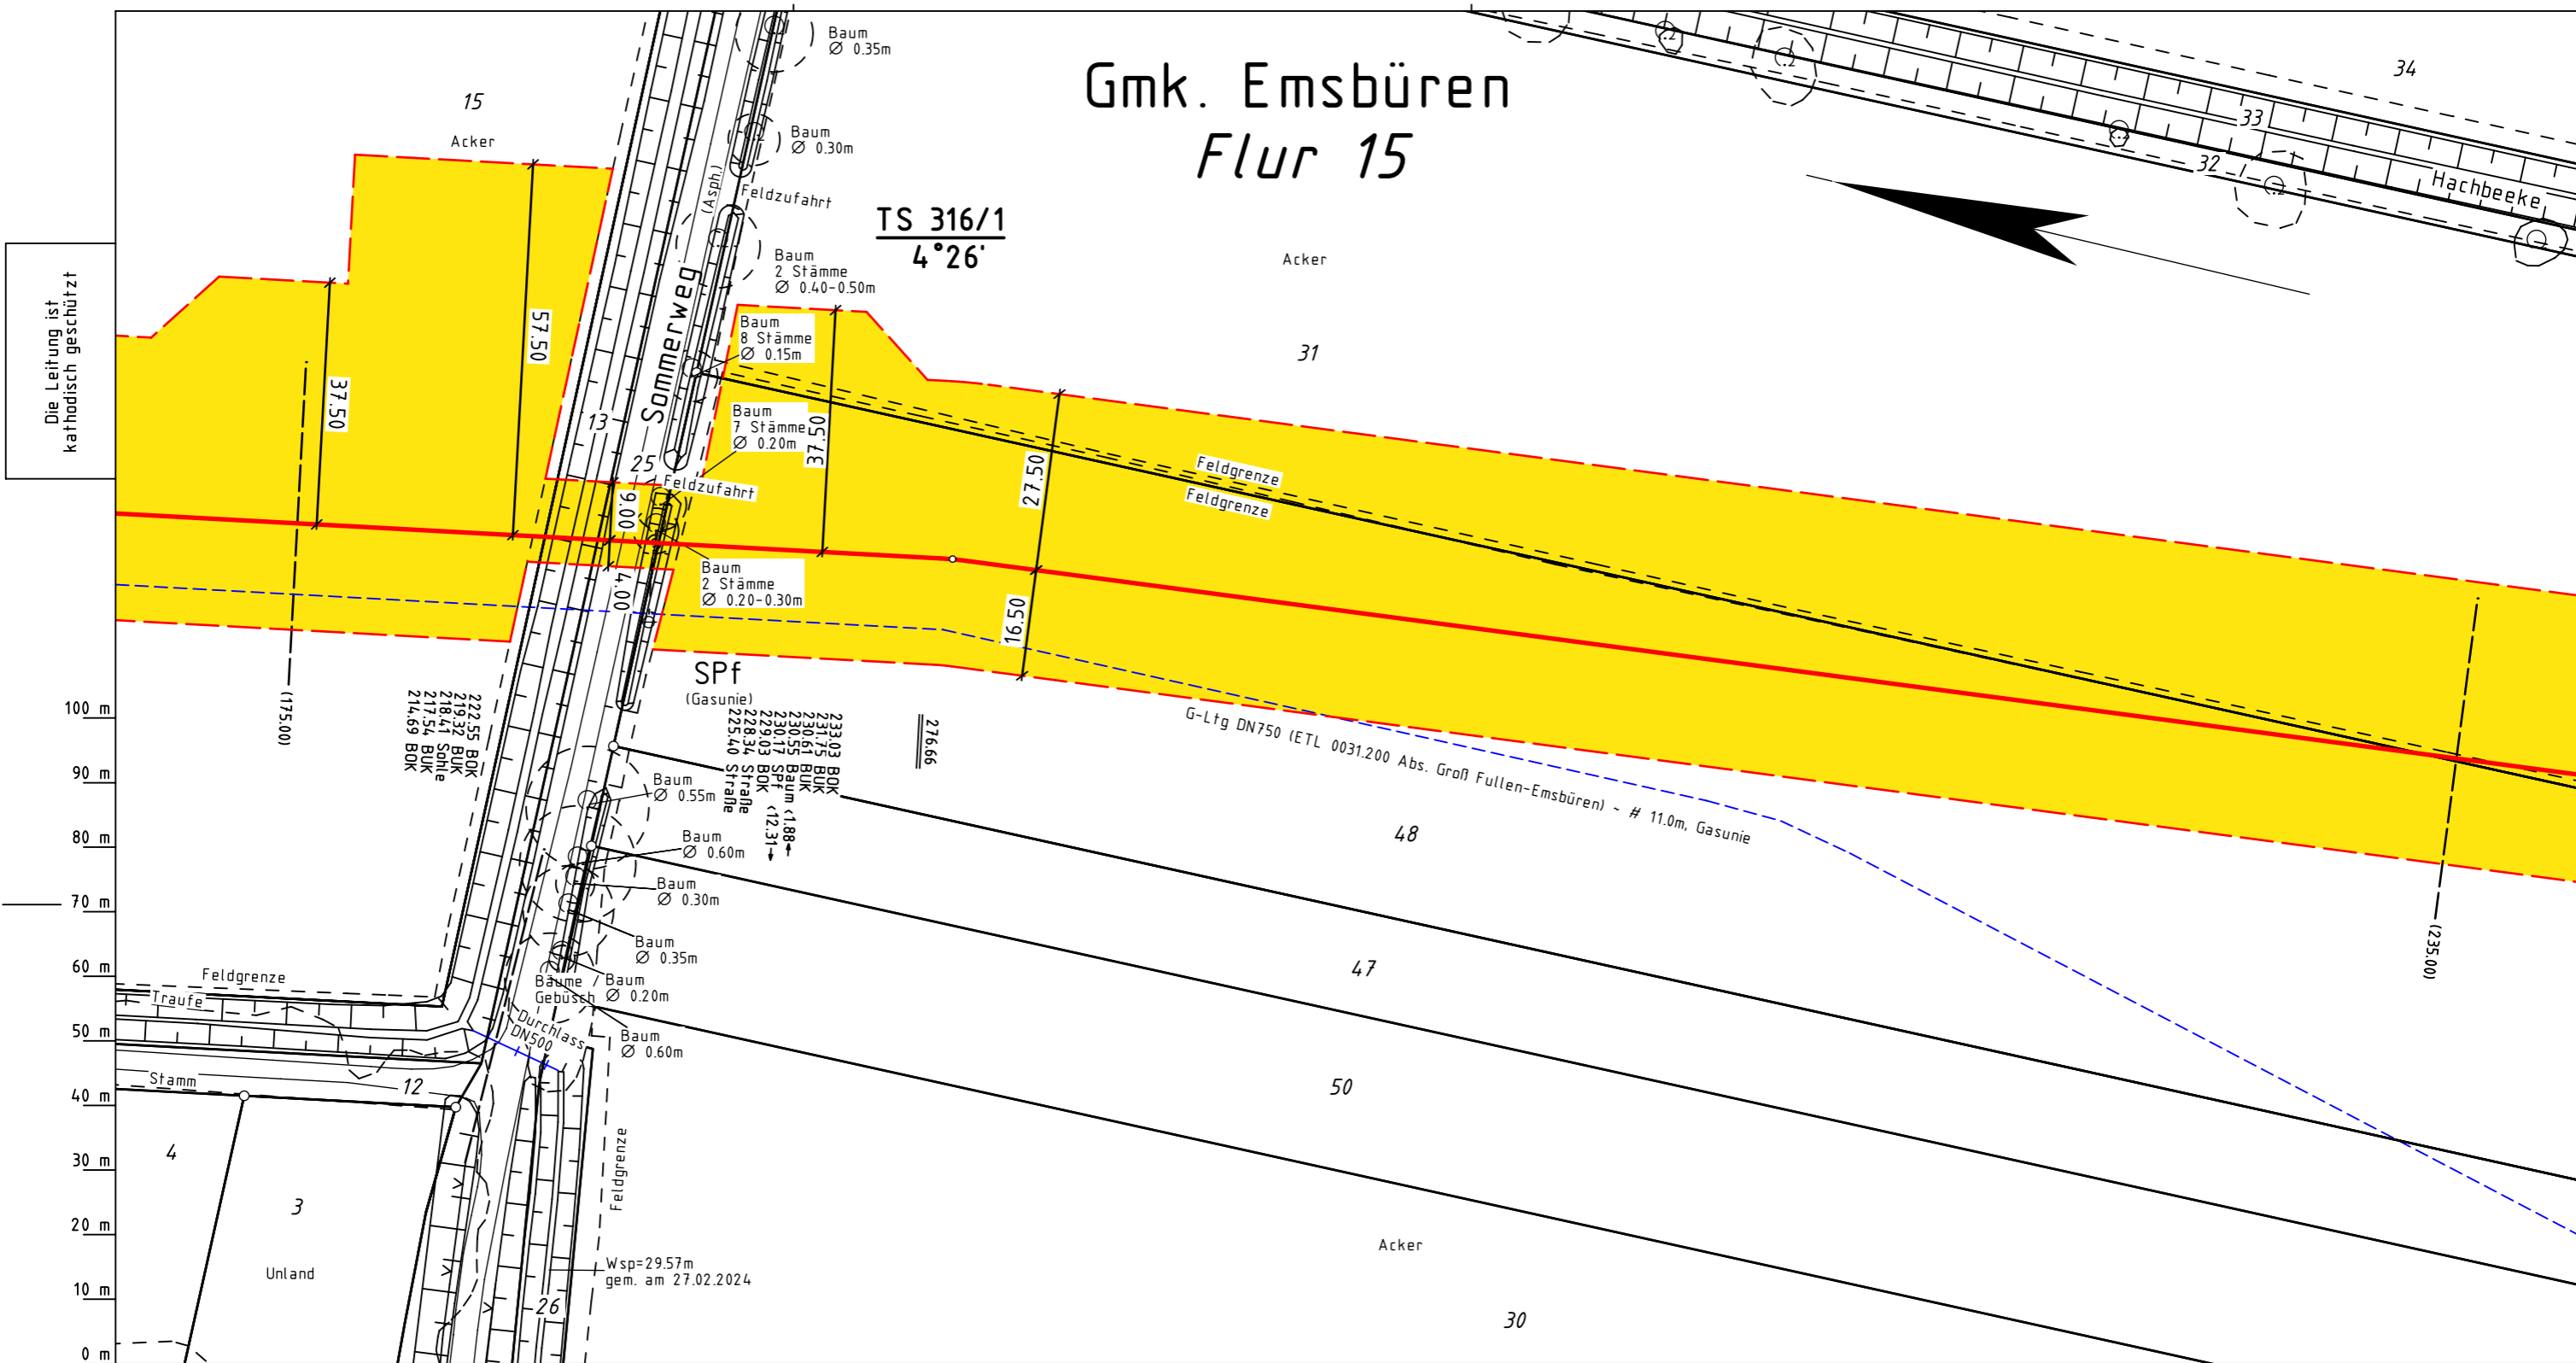 Gmk. Emsbüren
Flur 15
TS 316/1
4°26'
Die Leitung ist
kathodisch geschützt
15
Acker
Baum
Ø 0.35m
Baum
Ø 0.30m
(Asph.)
Feldzufahrt
Baum
2 Stämme
Ø 0.40-0.50m
Sommerweg
Baum
8 Stämme
Ø 0.15m
Baum
7 Stämme
Ø 0.20m
Feldzufahrt
Baum
2 Stämme
Ø 0.20-0.30m
34
33
32
Hachbeeke
Acker
31
13
25
37.50
57.50
9.00
4.00
37.50
27.50
16.50
Feldgrenze
Feldgrenze
(175.00)
(235.00)
SPf
(Gasunie)
222.55 BOK
219.32 BUK
218.41 Sohle
217.54 BUK
214.69 BOK
233.03 BOK
231.75 BUK
230.61 BUK
230.55 Baum <1.88
230.17 SPf <12.31
229.03 BOK
228.34 Straße
225.40 Straße
276.66
G-Ltg DN750 (ETL 0031.200 Abs. Groß Fullen-Emsbüren) - # 11.0m, Gasunie
100 m
90 m
80 m
70 m
60 m
50 m
40 m
30 m
20 m
10 m
0 m
Baum
Ø 0.55m
Baum
Ø 0.60m
Baum
Ø 0.30m
Baum
Ø 0.35m
Baum
Ø 0.20m
Bäume
Gebüsch
Baum
Ø 0.60m
Durchlass
DN500
Feldgrenze
Traufe
Stamm
12
4
3
Unland
Feldgrenze
Wsp=29.57m
gem. am 27.02.2024
26
48
47
50
Acker
30